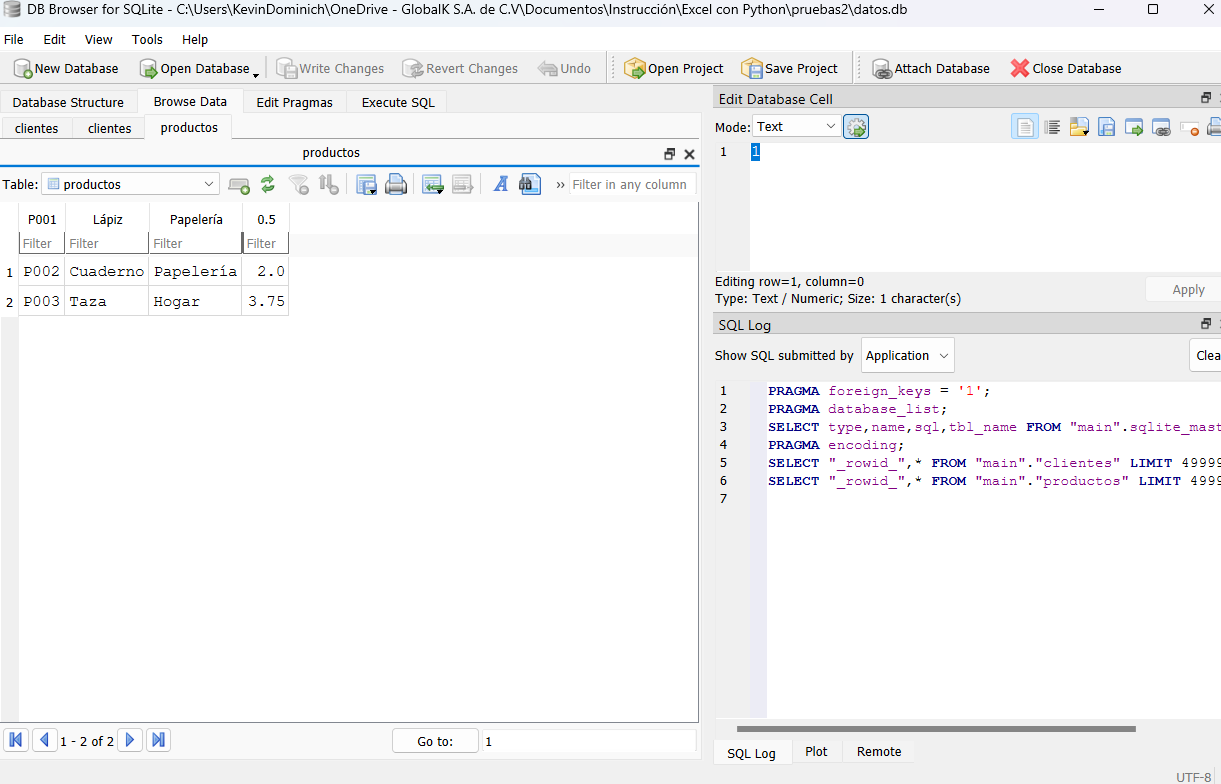 DB Browser for SQLite - C:\Users\KevinDominich\OneDrive - GlobalK S.A. de C.V\Documentos\Instrucción\Excel con Python\pruebas2\datos.db
File Edit View Tools Help
New Database Open Database Write Changes Revert Changes Undo Open Project Save Project Attach Database Close Database
Database Structure Browse Data Edit Pragmas Execute SQL
clientes clientes productos
productos
Table: productos Filter in any column
P001 Lápiz Papelería 0.5
Filter Filter Filter Filter
1 P002 Cuaderno Papelería 2.0
2 P003 Taza Hogar 3.75
1 - 2 of 2 Go to: 1
Edit Database Cell
Mode: Text
1 1
Editing row=1, column=0
Type: Text / Numeric; Size: 1 character(s)
Apply
SQL Log
Show SQL submitted by Application Clea
1 PRAGMA foreign_keys = '1';
2 PRAGMA database_list;
3 SELECT type,name,sql,tbl_name FROM "main".sqlite_mast
4 PRAGMA encoding;
5 SELECT "_rowid_",* FROM "main"."clientes" LIMIT 49999
6 SELECT "_rowid_",* FROM "main"."productos" LIMIT 4999
7
SQL Log Plot Remote
UTF-8